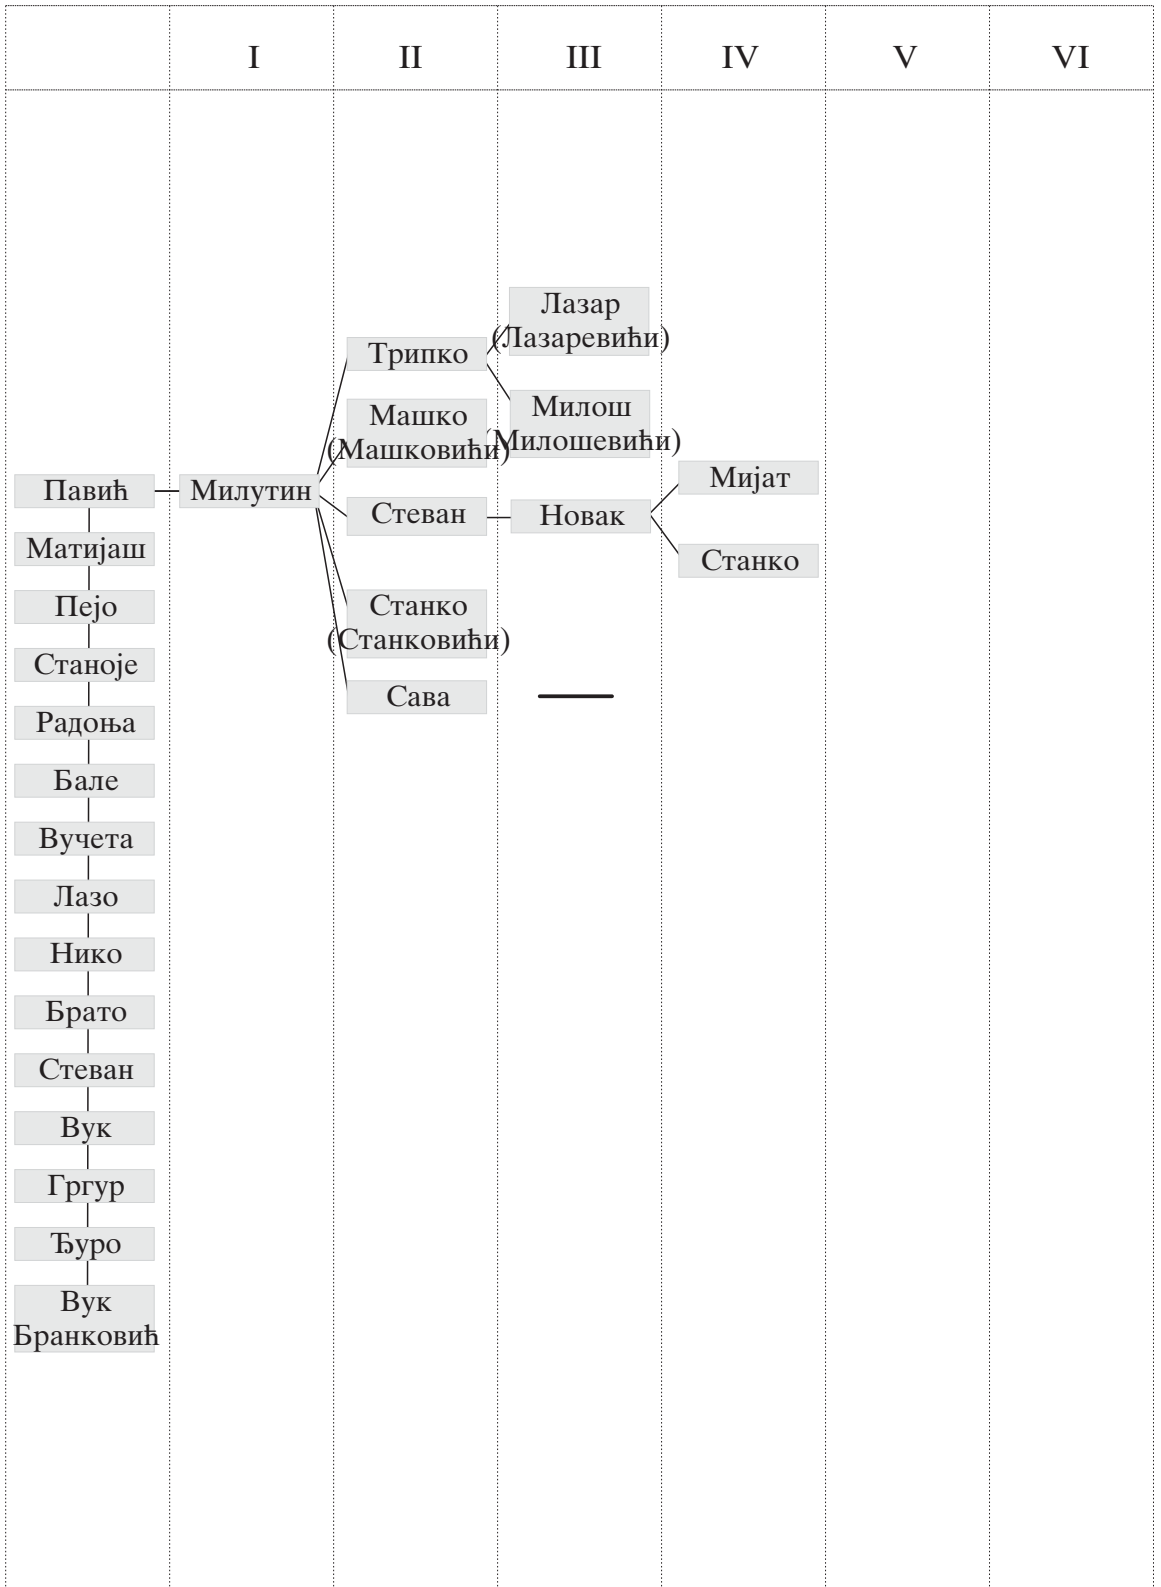 I II III IV V VI
Лазар
(Лазаревићи)
Трипко
Милош
(Милошевићи)
Машко
(Машковићи)
Мијат
Павић
Милутин
Стеван
Новак
Станко
Матијаш
Пејо
Станко
(Станковићи)
Станоје
Сава
Радоња
Бале
Вучета
Лазо
Нико
Брато
Стеван
Вук
Гргур
Ђуро
Вук
Бранковић